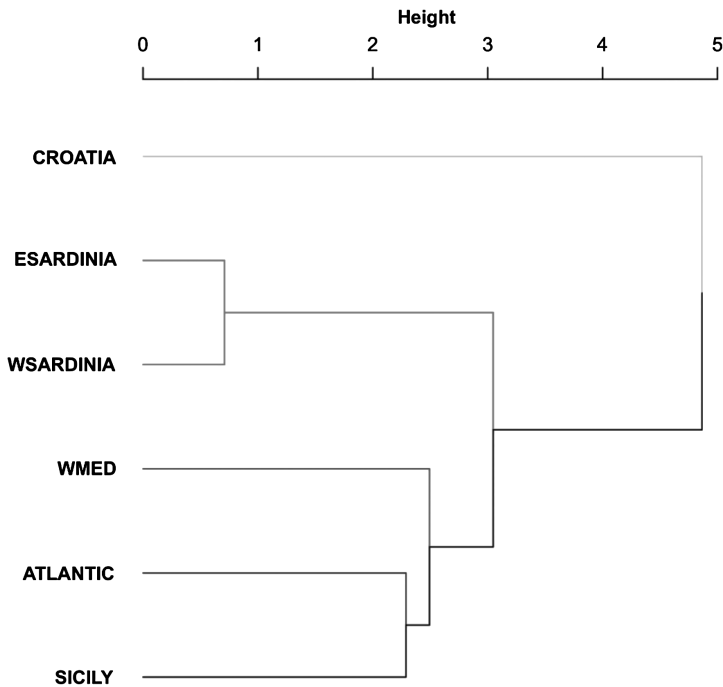 Height
0 1 2 3 4 5
CROATIA
ESARDINIA
WSARDINIA
WMED
ATLANTIC
SICILY